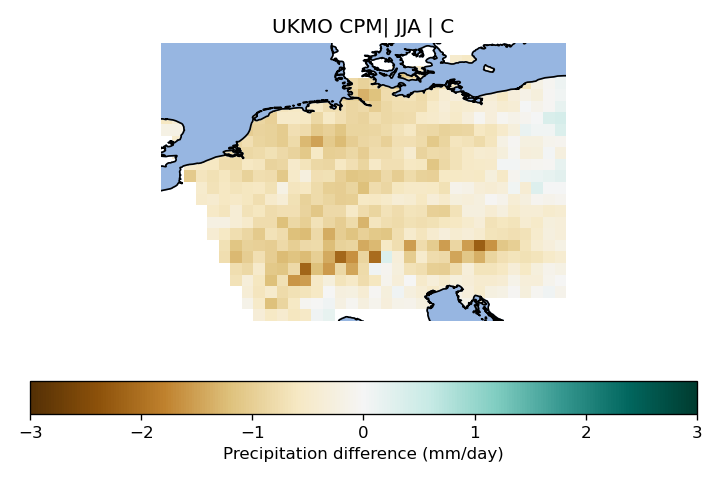 UKMO CPM| JJA | C
−3 −2 −1 0 1 2 3
Precipitation difference (mm/day)